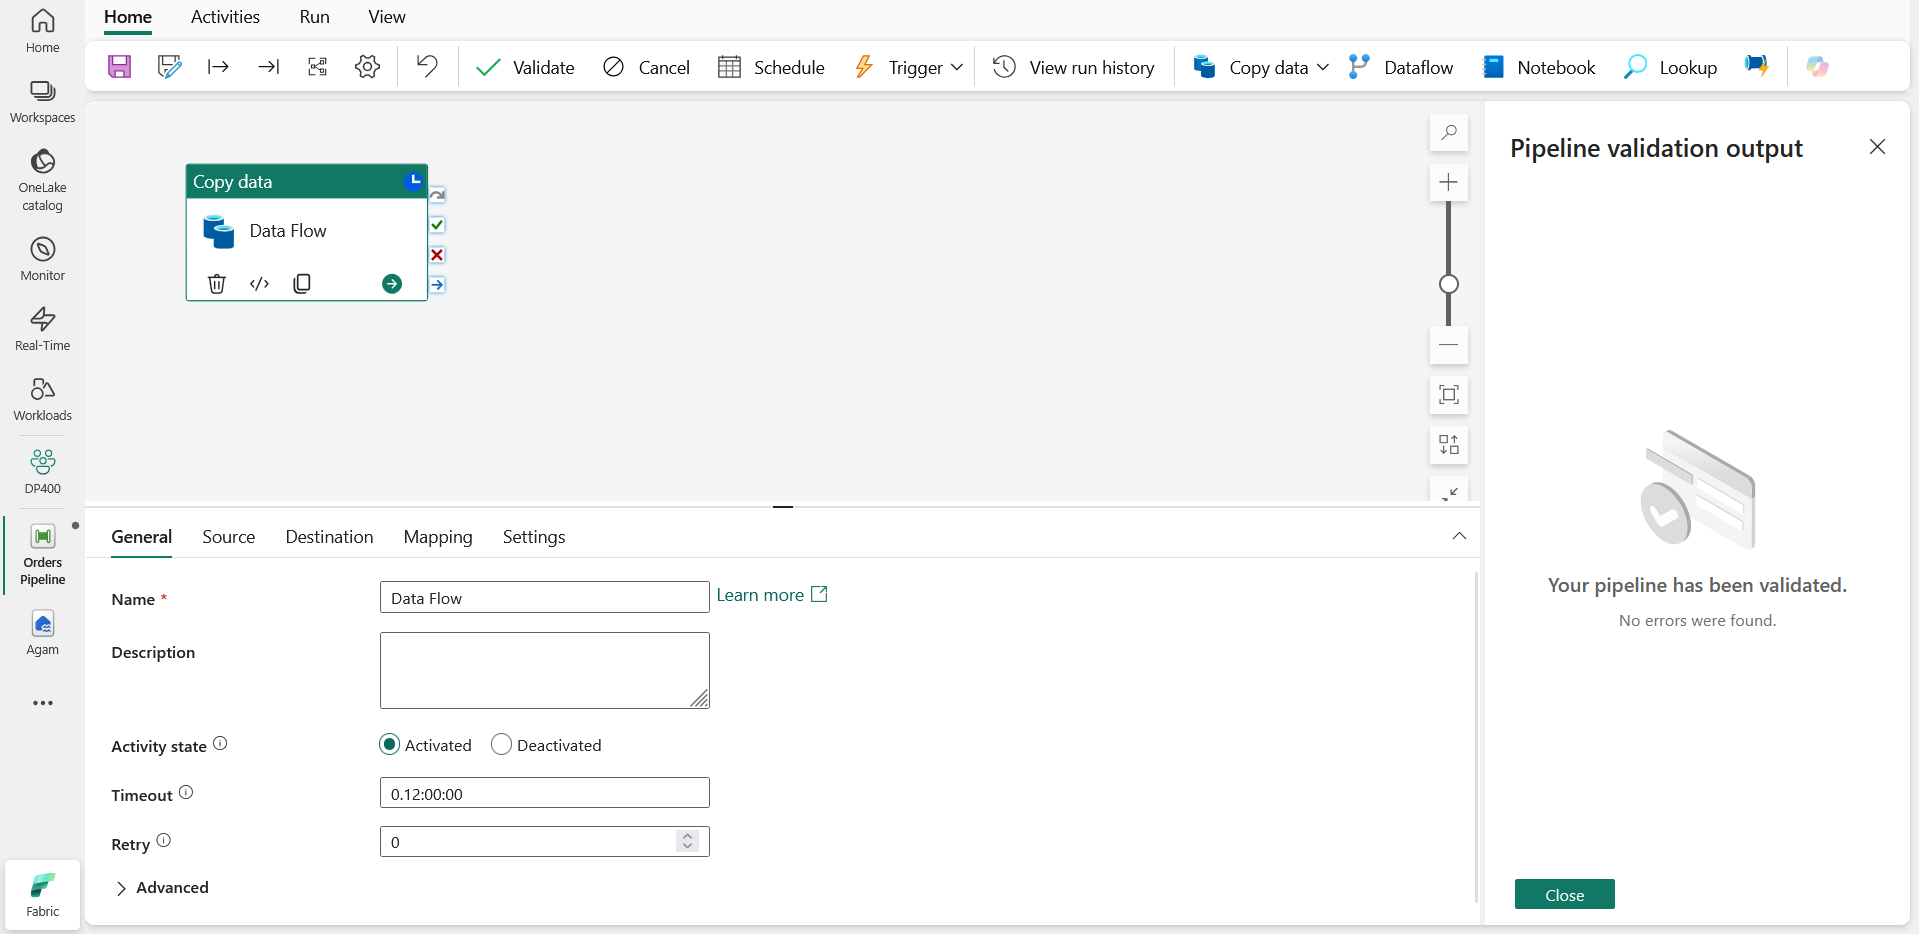 Home
Activities
Run
View
Validate
Cancel
Schedule
Trigger
View run history
Copy data
Dataflow
Notebook
Lookup
Home
Workspaces
OneLake
catalog
Monitor
Real-Time
Workloads
DP400
Orders
Pipeline
Agam
Fabric
Copy data
Data Flow
General
Source
Destination
Mapping
Settings
Name *
Data Flow
Learn more
Description
Activity state
Activated
Deactivated
Timeout
0.12:00:00
Retry
0
Advanced
Pipeline validation output
Your pipeline has been validated.
No errors were found.
Close